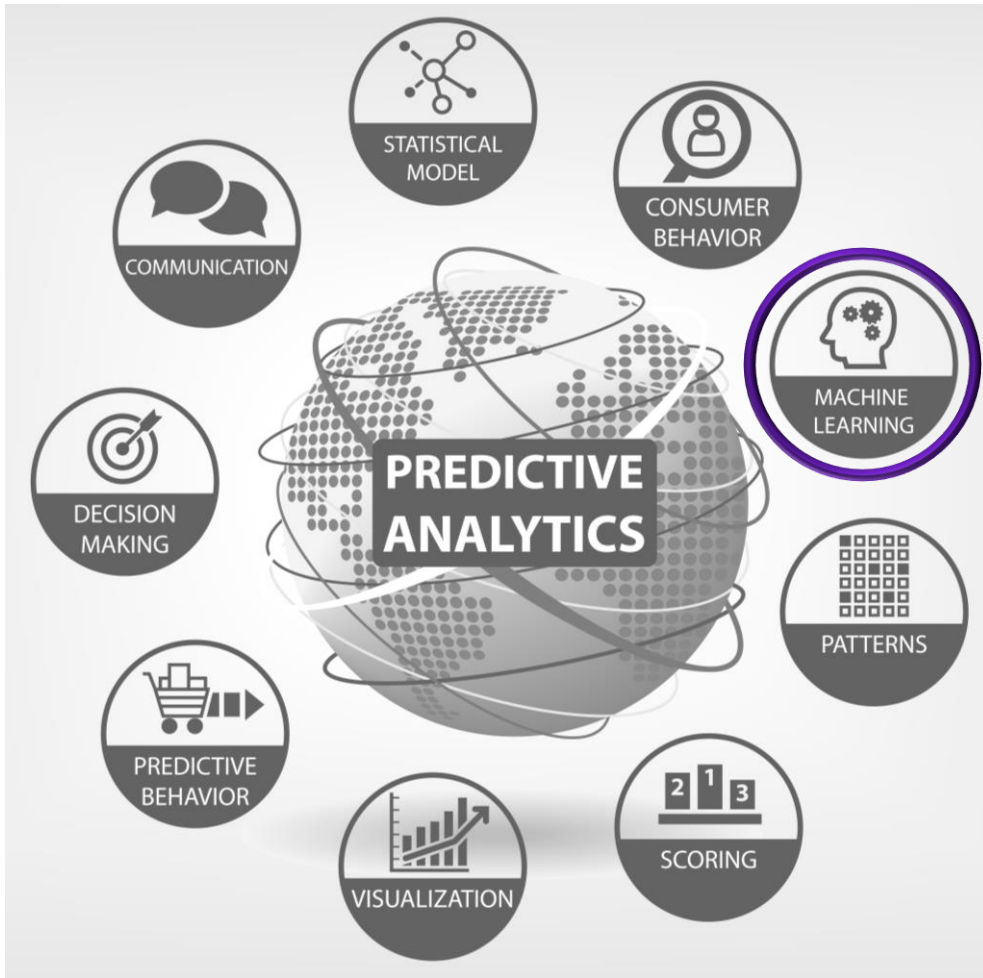 STATISTICAL
MODEL
CONSUMER
BEHAVIOR
COMMUNICATION
MACHINE
LEARNING
PREDICTIVE
ANALYTICS
DECISION
MAKING
PATTERNS
PREDICTIVE
BEHAVIOR
2 1 3
SCORING
VISUALIZATION